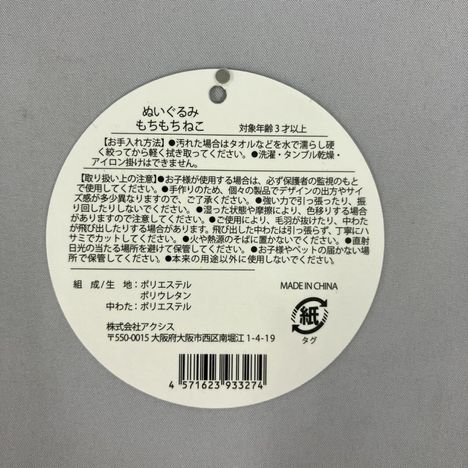 ぬいぐるみ
もちもちねこ 対象年齢3才以上
【お手入れ方法】●汚れた場合はタオルなどを水で濡らし硬
く絞ってから軽く拭き取ってください。●洗濯・タンブル乾燥・
アイロン掛けはできません。
【取り扱い上の注意】●お子様が使用する場合は、必ず保護者の監視のもと
で使用してください。●手作りのため、個々の製品でデザインの出方やサイ
ズ感が多少異なりますので、ご了承ください。●強い力で引っ張ったり、振
り回したりしないでください。●湿った状態や摩擦により、色移りする場合
がありますので注意してください。●ご使用により、毛羽が抜けたり、中わた
が飛び出したりする場合があります。飛び出した中わたは引っ張らず、丁寧にハ
サミでカットしてください。●火や熱源のそばに置かないでください。●直射
日光の当たる場所を避けて保管してください。●お子様やペットの届かない場
所で保管してください。●本来の用途以外に使用しないでください。
組成/生地:ポリエステル
ポリウレタン
中わた:ポリエステル
MADE IN CHINA
紙
タグ
株式会社アクシス
〒550-0015 大阪府大阪市西区南堀江1-4-19
4 571623 933274